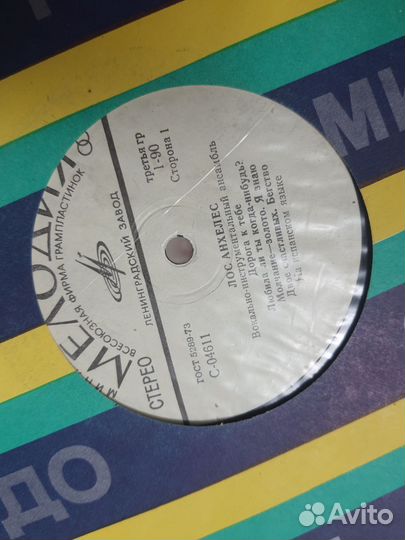 МЕЛОДИЯ
ВСЕСОЮЗНАЯ ФИРМА ГРАМПЛАСТИНОК
ЛЕНИНГРАДСКИЙ ЗАВОД
СТЕРЕО
ГОСТ 5289-73
С-04611
третья гр
1-90
Сторона 1
ЛОС АНХЕЛЕС
Вокально-инструментальный ансамбль
Дорога к тебе
Любила ли ты когда-нибудь?
Молчание—золото. Я знаю
Двое счастливых. Бегство
На испанском языке
МИ
ДО
ДО
Avito